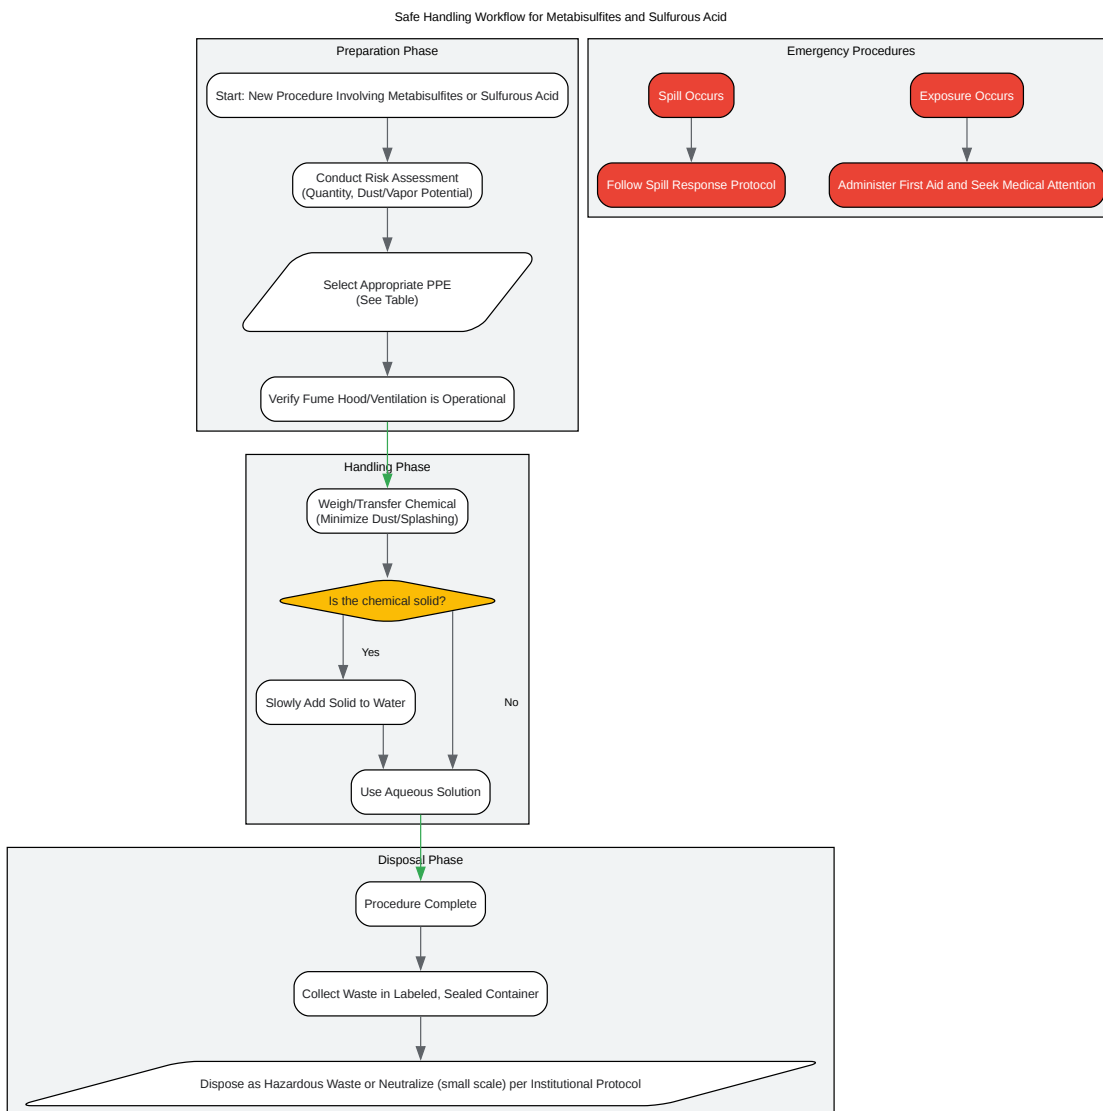 Safe Handling Workflow for Metabisulfites and Sulfurous Acid
Preparation Phase
Start: New Procedure Involving Metabisulfites or Sulfurous Acid
Conduct Risk Assessment
(Quantity, Dust/Vapor Potential)
Select Appropriate PPE
(See Table)
Verify Fume Hood/Ventilation is Operational
Emergency Procedures
Spill Occurs
Exposure Occurs
Follow Spill Response Protocol
Administer First Aid and Seek Medical Attention
Handling Phase
Weigh/Transfer Chemical
(Minimize Dust/Splashing)
Is the chemical solid?
Yes
Slowly Add Solid to Water
No
Use Aqueous Solution
Disposal Phase
Procedure Complete
Collect Waste in Labeled, Sealed Container
Dispose as Hazardous Waste or Neutralize (small scale) per Institutional Protocol